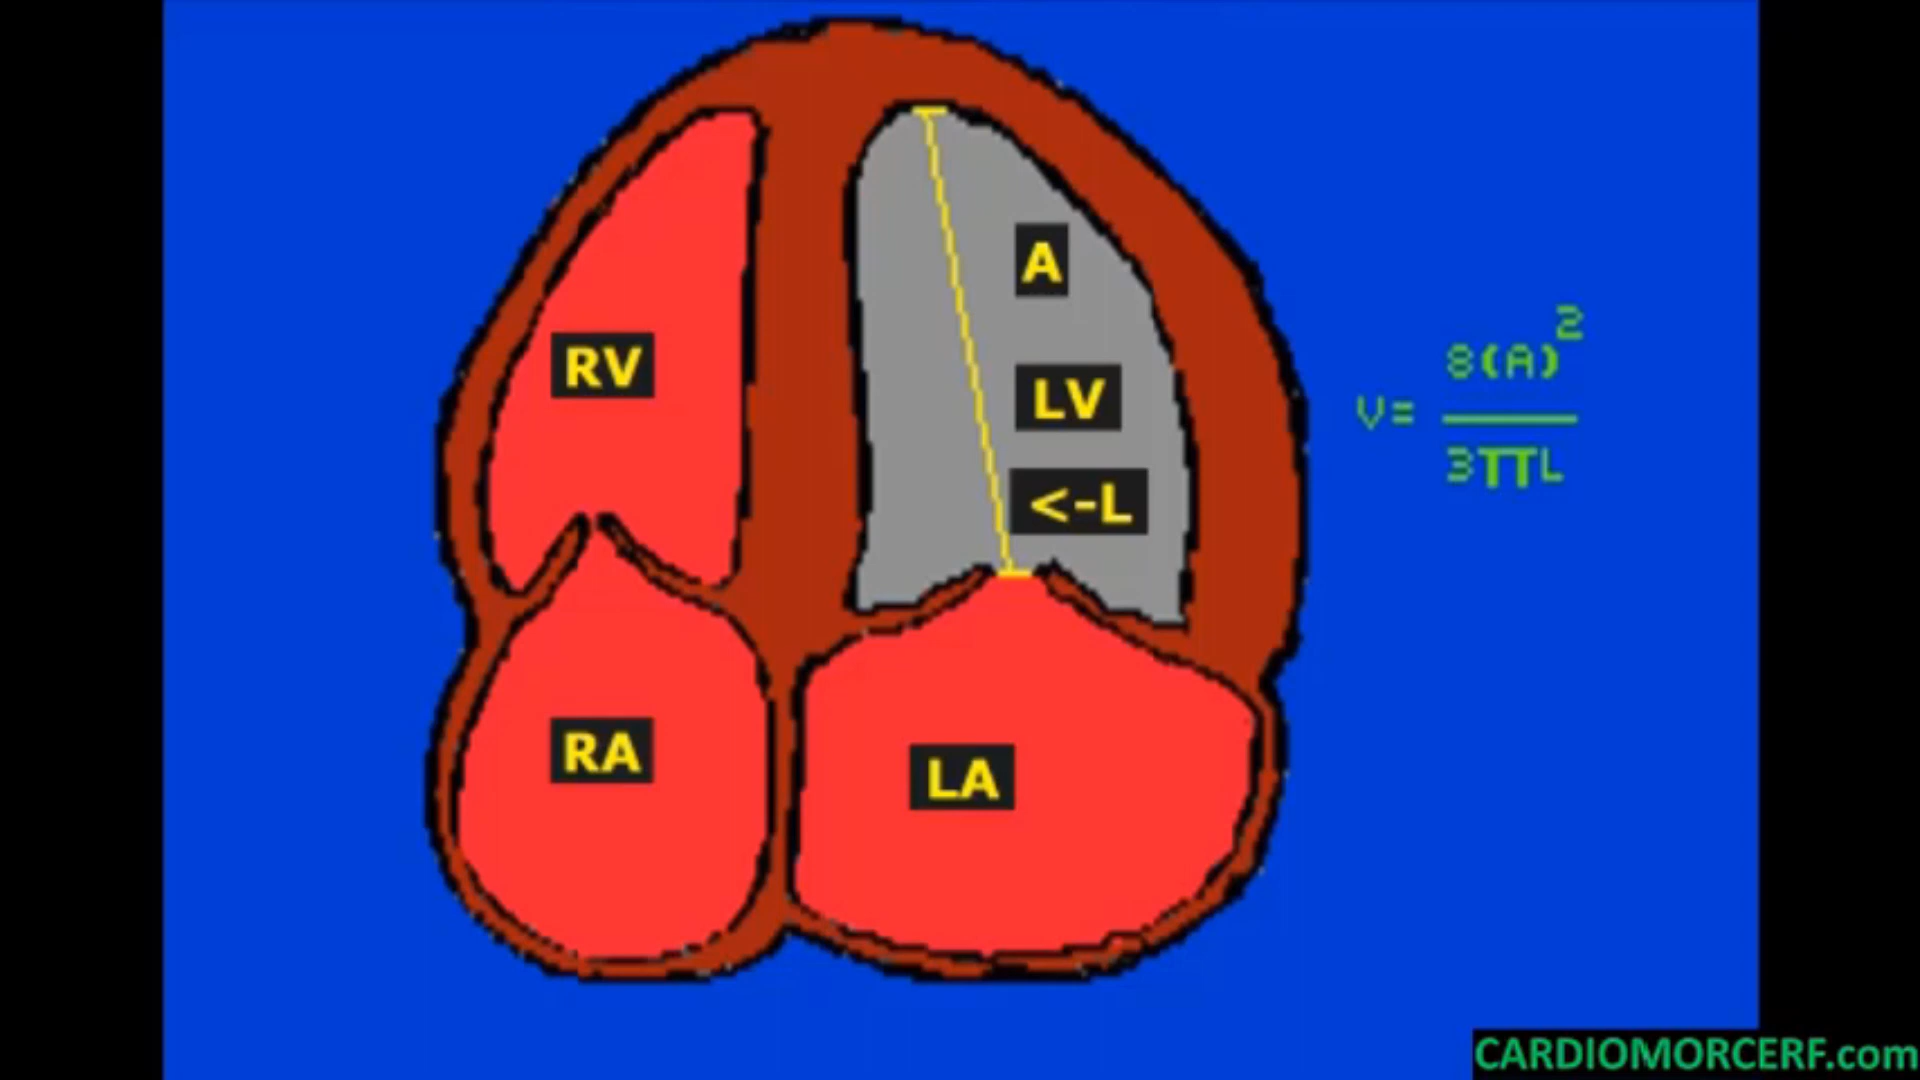 A
RV
LV
<-L
V= 8(A)²
3πL
RA
LA
CARDIOMORCERF.com